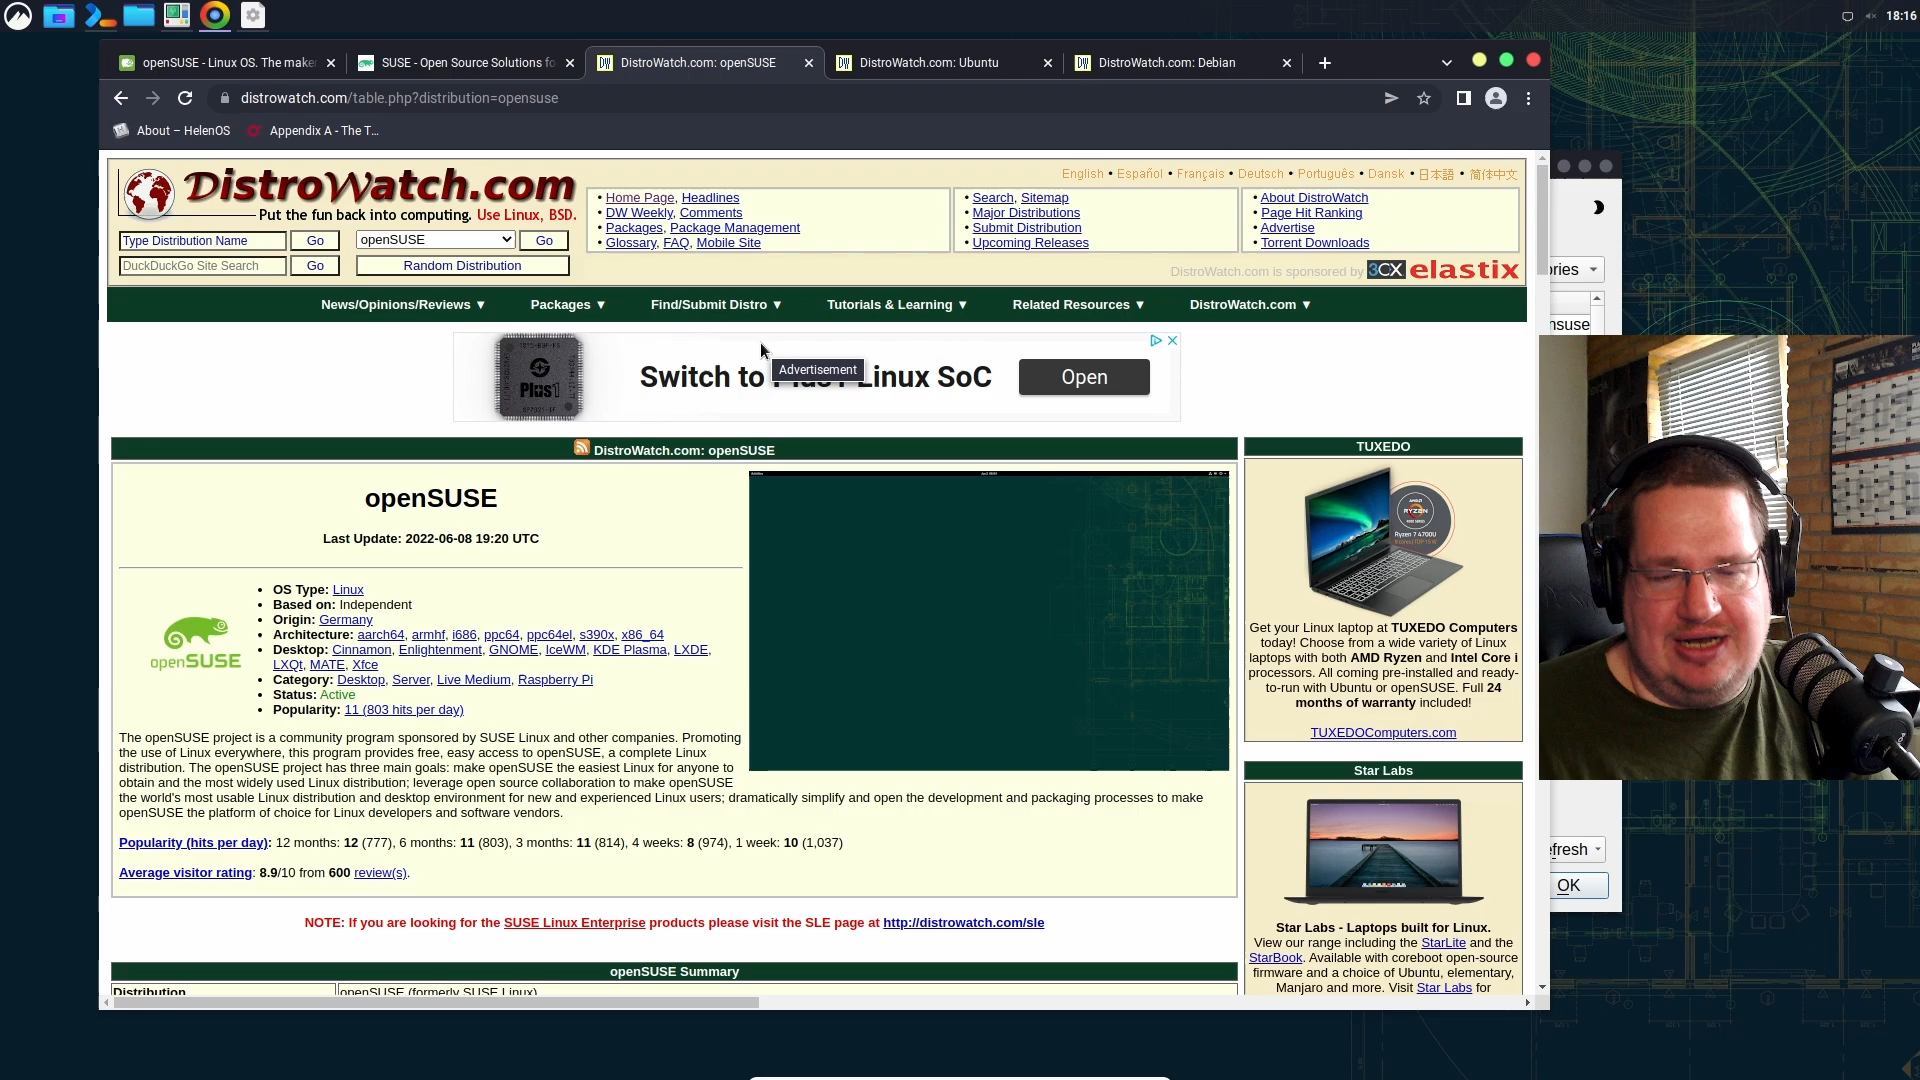 18:16
openSUSE - Linux OS. The maker
SUSE - Open Source Solutions fo
DistroWatch.com: openSUSE
DistroWatch.com: Ubuntu
DistroWatch.com: Debian
distrowatch.com/table.php?distribution=opensuse
About – HelenOS
Appendix A - The T...
DistroWatch.com
Put the fun back into computing. Use Linux, BSD.
English • Español • Français • Deutsch • Português • Dansk • 日本語 • 简体中文
• Home Page, Headlines
• DW Weekly, Comments
• Packages, Package Management
• Glossary, FAQ, Mobile Site
• Search, Sitemap
• Major Distributions
• Submit Distribution
• Upcoming Releases
• About DistroWatch
• Page Hit Ranking
• Advertise
• Torrent Downloads
Type Distribution Name Go openSUSE Go
DuckDuckGo Site Search Go Random Distribution
DistroWatch.com is sponsored by 3CX elastix
ories
News/Opinions/Reviews ▼ Packages ▼ Find/Submit Distro ▼ Tutorials & Learning ▼ Related Resources ▼ DistroWatch.com ▼
nsuse
Plus1
Switch to Linux SoC
Advertisement
Open
DistroWatch.com: openSUSE
openSUSE
Last Update: 2022-06-08 19:20 UTC
openSUSE
• OS Type: Linux
• Based on: Independent
• Origin: Germany
• Architecture: aarch64, armhf, i686, ppc64, ppc64el, s390x, x86_64
• Desktop: Cinnamon, Enlightenment, GNOME, IceWM, KDE Plasma, LXDE,
LXQt, MATE, Xfce
• Category: Desktop, Server, Live Medium, Raspberry Pi
• Status: Active
• Popularity: 11 (803 hits per day)
The openSUSE project is a community program sponsored by SUSE Linux and other companies. Promoting
the use of Linux everywhere, this program provides free, easy access to openSUSE, a complete Linux
distribution. The openSUSE project has three main goals: make openSUSE the easiest Linux for anyone to
obtain and the most widely used Linux distribution; leverage open source collaboration to make openSUSE
the world's most usable Linux distribution and desktop environment for new and experienced Linux users; dramatically simplify and open the development and packaging processes to make
openSUSE the platform of choice for Linux developers and software vendors.
Popularity (hits per day): 12 months: 12 (777), 6 months: 11 (803), 3 months: 11 (814), 4 weeks: 8 (974), 1 week: 10 (1,037)
Average visitor rating: 8.9/10 from 600 review(s).
NOTE: If you are looking for the SUSE Linux Enterprise products please visit the SLE page at http://distrowatch.com/sle
openSUSE Summary
Distribution openSUSE (formerly SUSE Linux)
TUXEDO
AMD
RYZEN
Ryzen 7 4700U
Get your Linux laptop at TUXEDO Computers
today! Choose from a wide variety of Linux
laptops with both AMD Ryzen and Intel Core i
processors. All coming pre-installed and ready-
to-run with Ubuntu or openSUSE. Full 24
months of warranty included!
TUXEDOComputers.com
Star Labs
Star Labs - Laptops built for Linux.
View our range including the StarLite and the
StarBook. Available with coreboot open-source
firmware and a choice of Ubuntu, elementary,
Manjaro and more. Visit Star Labs for
efresh
OK